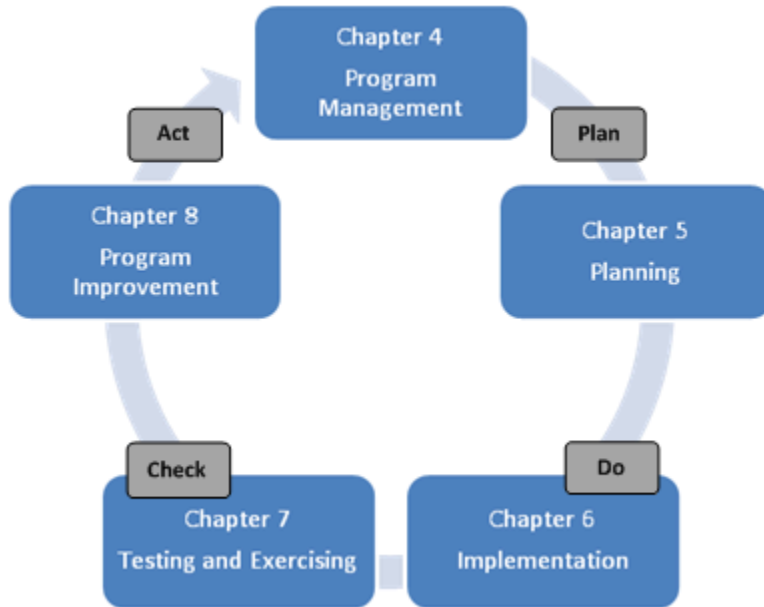 Chapter 4
Program
Management
Plan
Chapter 5
Planning
Do
Chapter 6
Implementation
Check
Chapter 7
Testing and Exercising
Chapter 8
Program
Improvement
Act